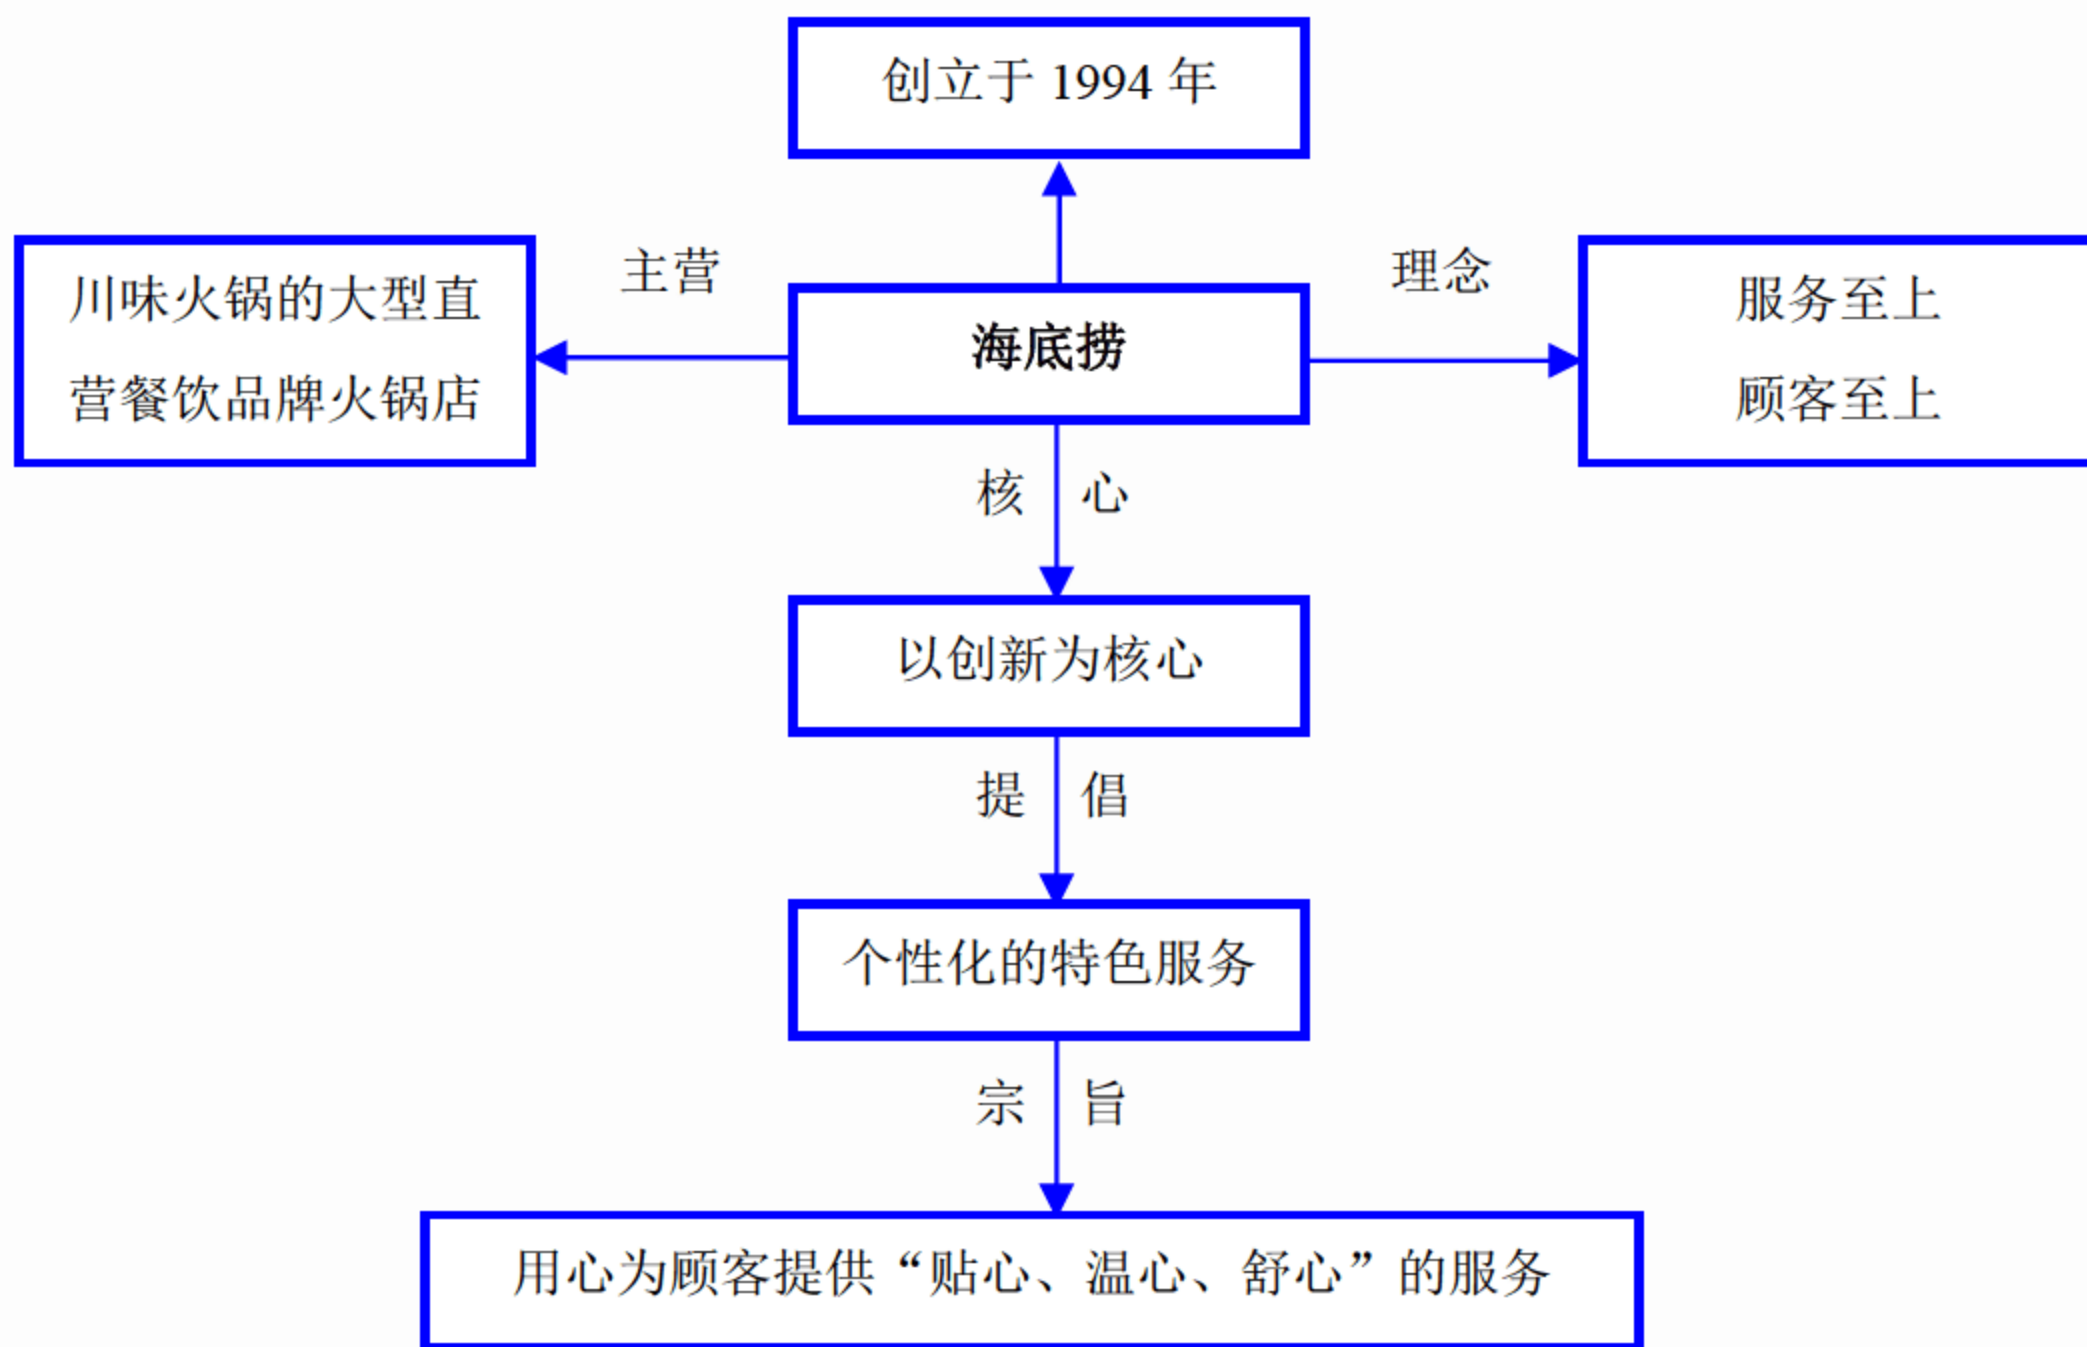 创立于 1994 年
主营
理念
川味火锅的大型直
营餐饮品牌火锅店
海底捞
服务至上
顾客至上
核 心
以创新为核心
提 倡
个性化的特色服务
宗 旨
用心为顾客提供“贴心、温心、舒心”的服务